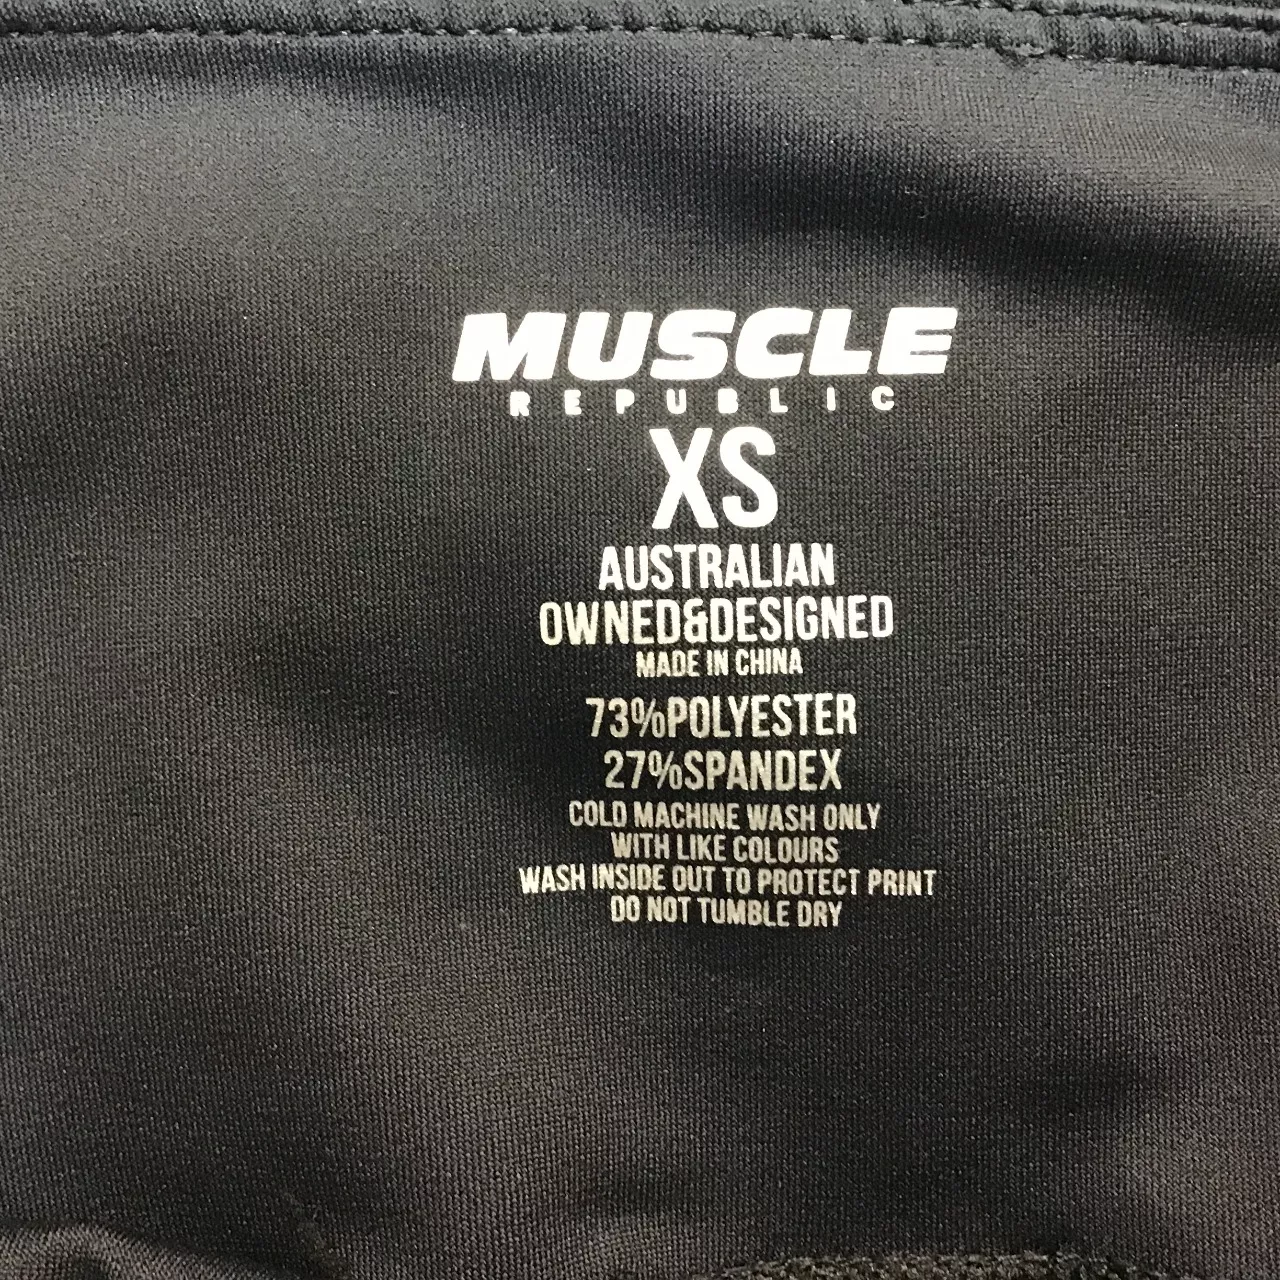 MUSCLE
REPUBLIC
XS
AUSTRALIAN
OWNED&DESIGNED
MADE IN CHINA
73%POLYESTER
27%SPANDEX
COLD MACHINE WASH ONLY
WITH LIKE COLOURS
WASH INSIDE OUT TO PROTECT PRINT
DO NOT TUMBLE DRY